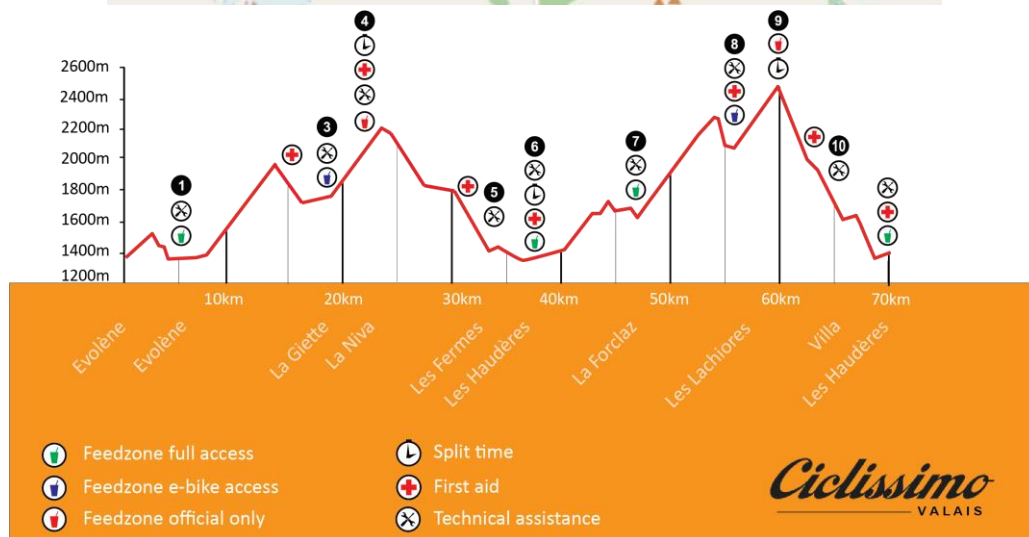 4
9
8
2600m
2400m
3
6
7
2200m
2000m
1
5
10
1800m
1600m
1400m
1200m
10km
20km
30km
40km
50km
60km
70km
Evolène
Evolène
La Giette
La Niva
Les Fermes
Les Haudères
La Forclaz
Les Lachiores
Villa
Les Haudères
Feedzone full access
Split time
Feedzone e-bike access
First aid
Feedzone official only
Technical assistance
Ciclissimo
VALAIS